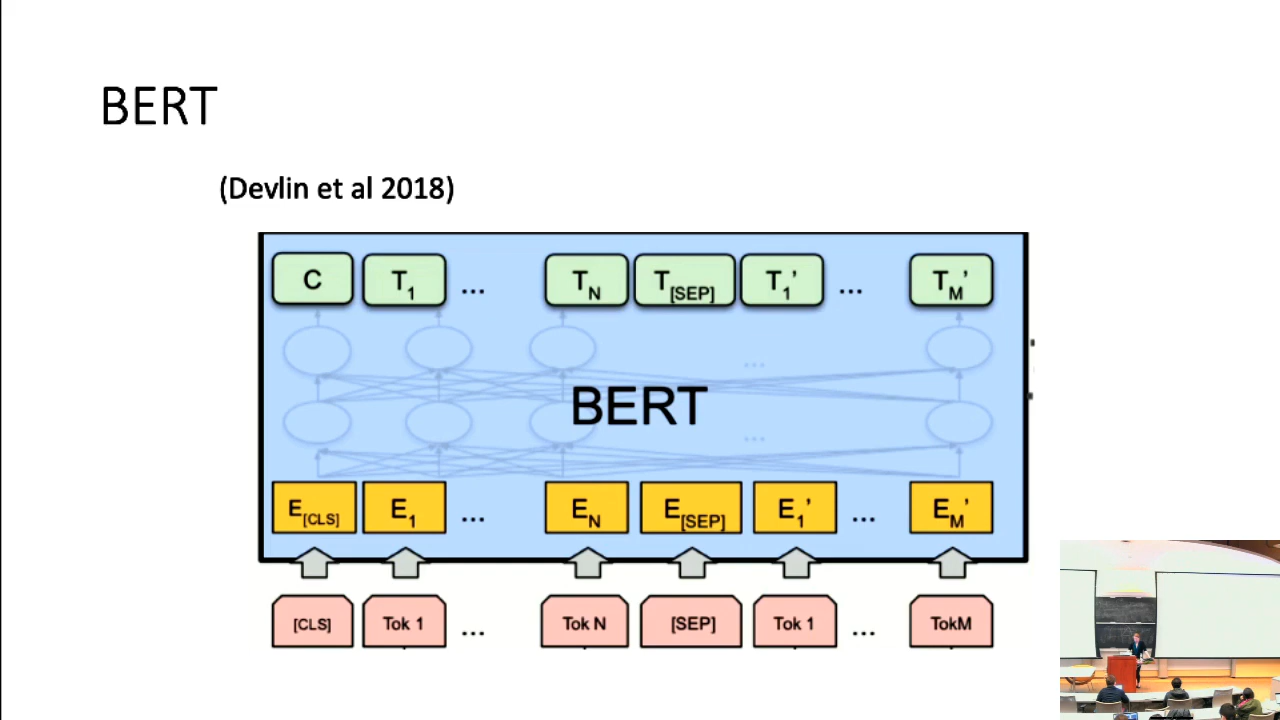 BERT
(Devlin et al 2018)
C T1 ... TN T[SEP] T1' ... TM'
BERT
E[CLS] E1 ... EN E[SEP] E1' ... EM'
[CLS] Tok 1 ... Tok N [SEP] Tok 1 ... TokM